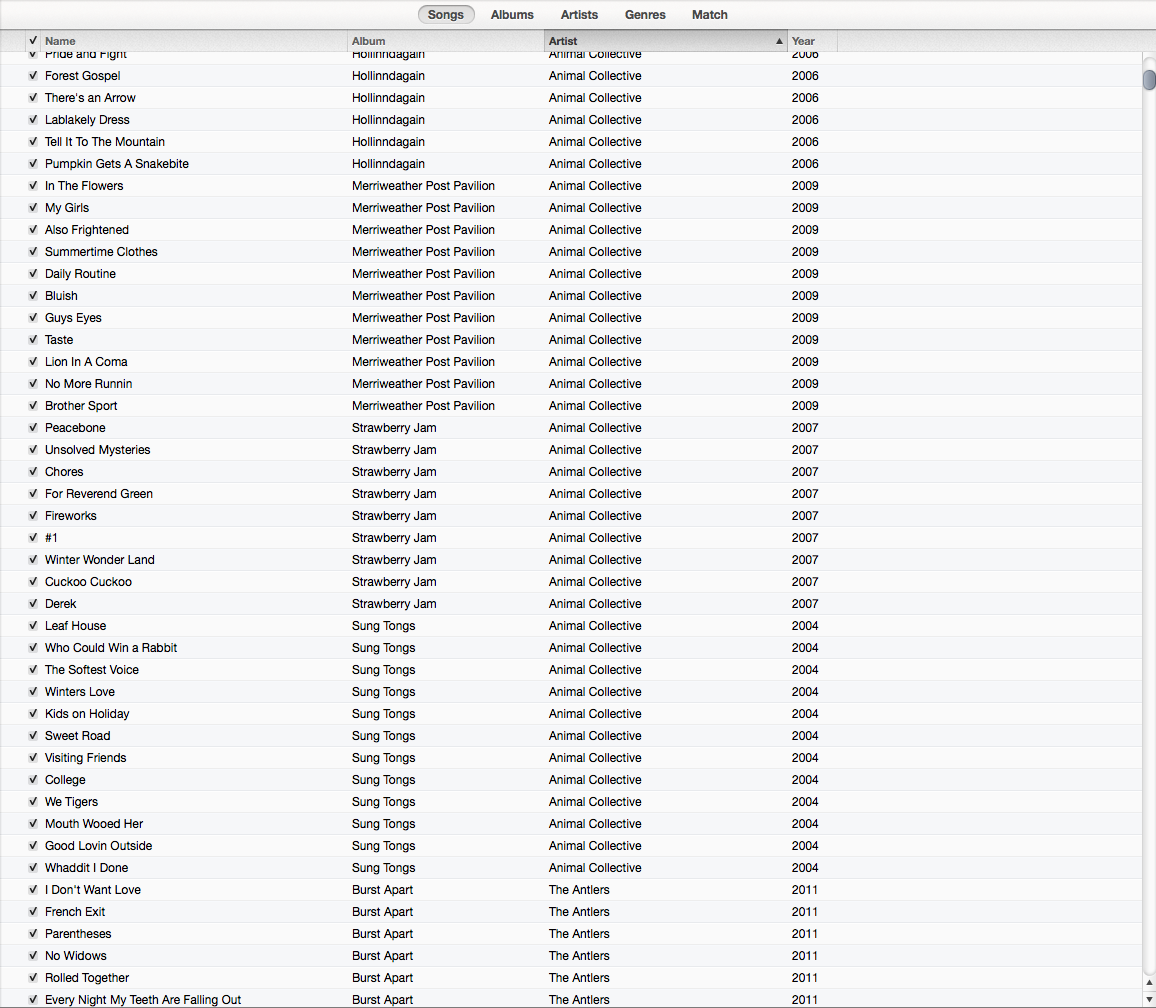 Songs Albums Artists Genres Match
✓ Name Album Artist ▲ Year
✓ Pride and Fight Hollinndagain Animal Collective 2006
✓ Forest Gospel Hollinndagain Animal Collective 2006
✓ There's an Arrow Hollinndagain Animal Collective 2006
✓ Lablakely Dress Hollinndagain Animal Collective 2006
✓ Tell It To The Mountain Hollinndagain Animal Collective 2006
✓ Pumpkin Gets A Snakebite Hollinndagain Animal Collective 2006
✓ In The Flowers Merriweather Post Pavilion Animal Collective 2009
✓ My Girls Merriweather Post Pavilion Animal Collective 2009
✓ Also Frightened Merriweather Post Pavilion Animal Collective 2009
✓ Summertime Clothes Merriweather Post Pavilion Animal Collective 2009
✓ Daily Routine Merriweather Post Pavilion Animal Collective 2009
✓ Bluish Merriweather Post Pavilion Animal Collective 2009
✓ Guys Eyes Merriweather Post Pavilion Animal Collective 2009
✓ Taste Merriweather Post Pavilion Animal Collective 2009
✓ Lion In A Coma Merriweather Post Pavilion Animal Collective 2009
✓ No More Runnin Merriweather Post Pavilion Animal Collective 2009
✓ Brother Sport Merriweather Post Pavilion Animal Collective 2009
✓ Peacebone Strawberry Jam Animal Collective 2007
✓ Unsolved Mysteries Strawberry Jam Animal Collective 2007
✓ Chores Strawberry Jam Animal Collective 2007
✓ For Reverend Green Strawberry Jam Animal Collective 2007
✓ Fireworks Strawberry Jam Animal Collective 2007
✓ #1 Strawberry Jam Animal Collective 2007
✓ Winter Wonder Land Strawberry Jam Animal Collective 2007
✓ Cuckoo Cuckoo Strawberry Jam Animal Collective 2007
✓ Derek Strawberry Jam Animal Collective 2007
✓ Leaf House Sung Tongs Animal Collective 2004
✓ Who Could Win a Rabbit Sung Tongs Animal Collective 2004
✓ The Softest Voice Sung Tongs Animal Collective 2004
✓ Winters Love Sung Tongs Animal Collective 2004
✓ Kids on Holiday Sung Tongs Animal Collective 2004
✓ Sweet Road Sung Tongs Animal Collective 2004
✓ Visiting Friends Sung Tongs Animal Collective 2004
✓ College Sung Tongs Animal Collective 2004
✓ We Tigers Sung Tongs Animal Collective 2004
✓ Mouth Wooed Her Sung Tongs Animal Collective 2004
✓ Good Lovin Outside Sung Tongs Animal Collective 2004
✓ Whaddit I Done Sung Tongs Animal Collective 2004
✓ I Don't Want Love Burst Apart The Antlers 2011
✓ French Exit Burst Apart The Antlers 2011
✓ Parentheses Burst Apart The Antlers 2011
✓ No Widows Burst Apart The Antlers 2011
✓ Rolled Together Burst Apart The Antlers 2011
✓ Every Night My Teeth Are Falling Out Burst Apart The Antlers 2011